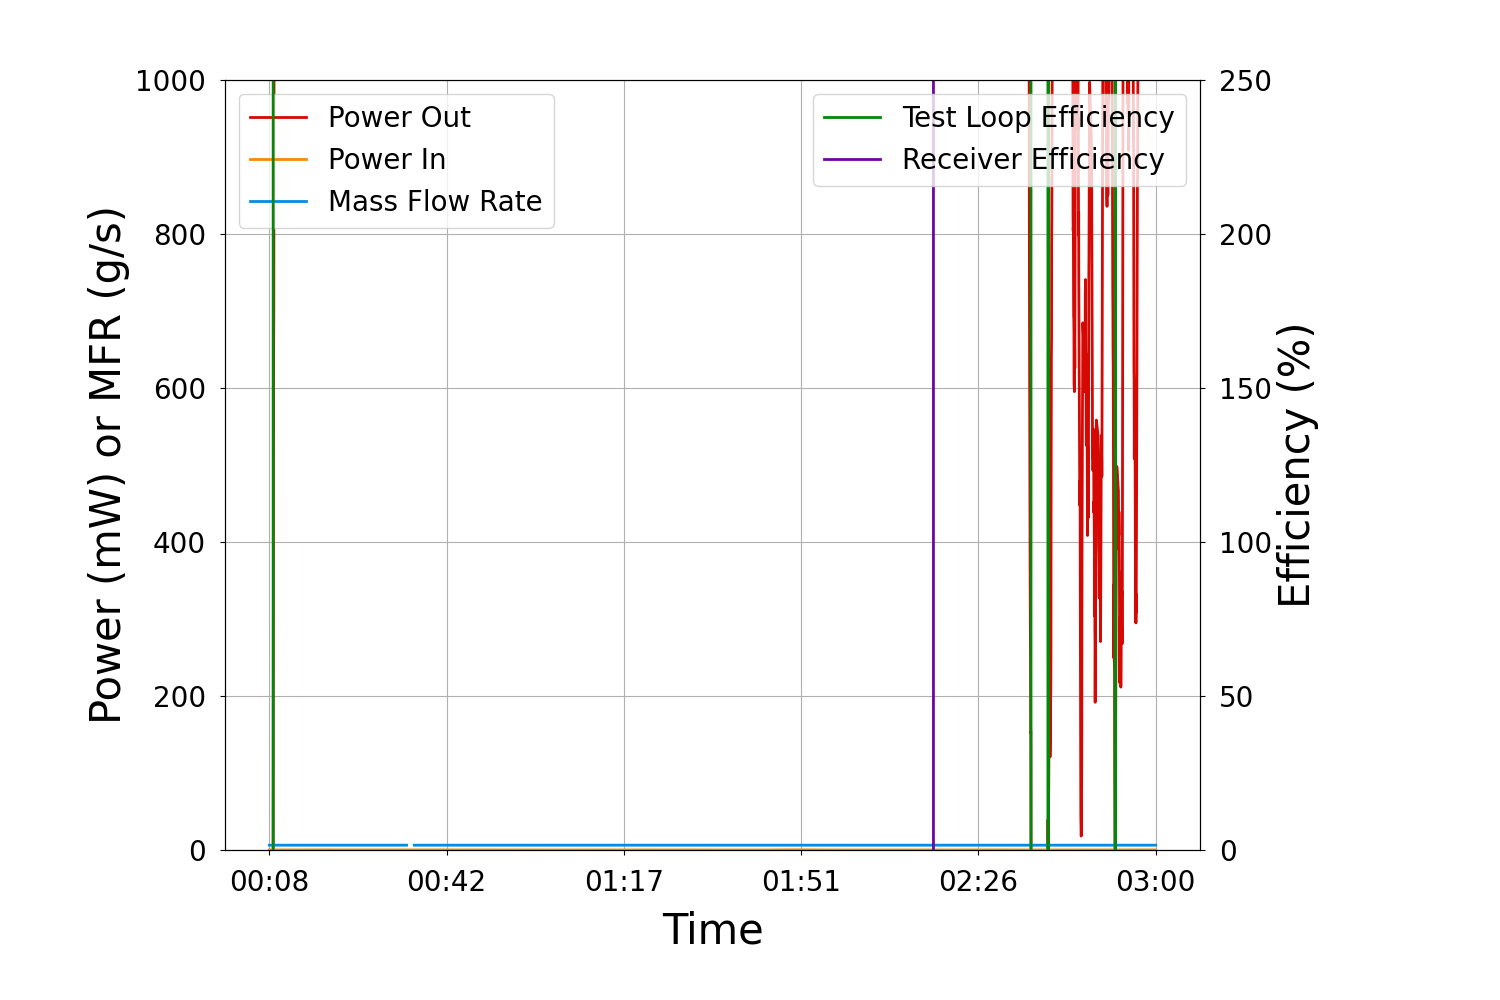 1000
800
600
400
200
0
Power (mW) or MFR (g/s)
Power Out
Power In
Mass Flow Rate
Test Loop Efficiency
Receiver Efficiency
250
200
150
100
50
0
Efficiency (%)
00:08 00:42 01:17 01:51 02:26 03:00
Time